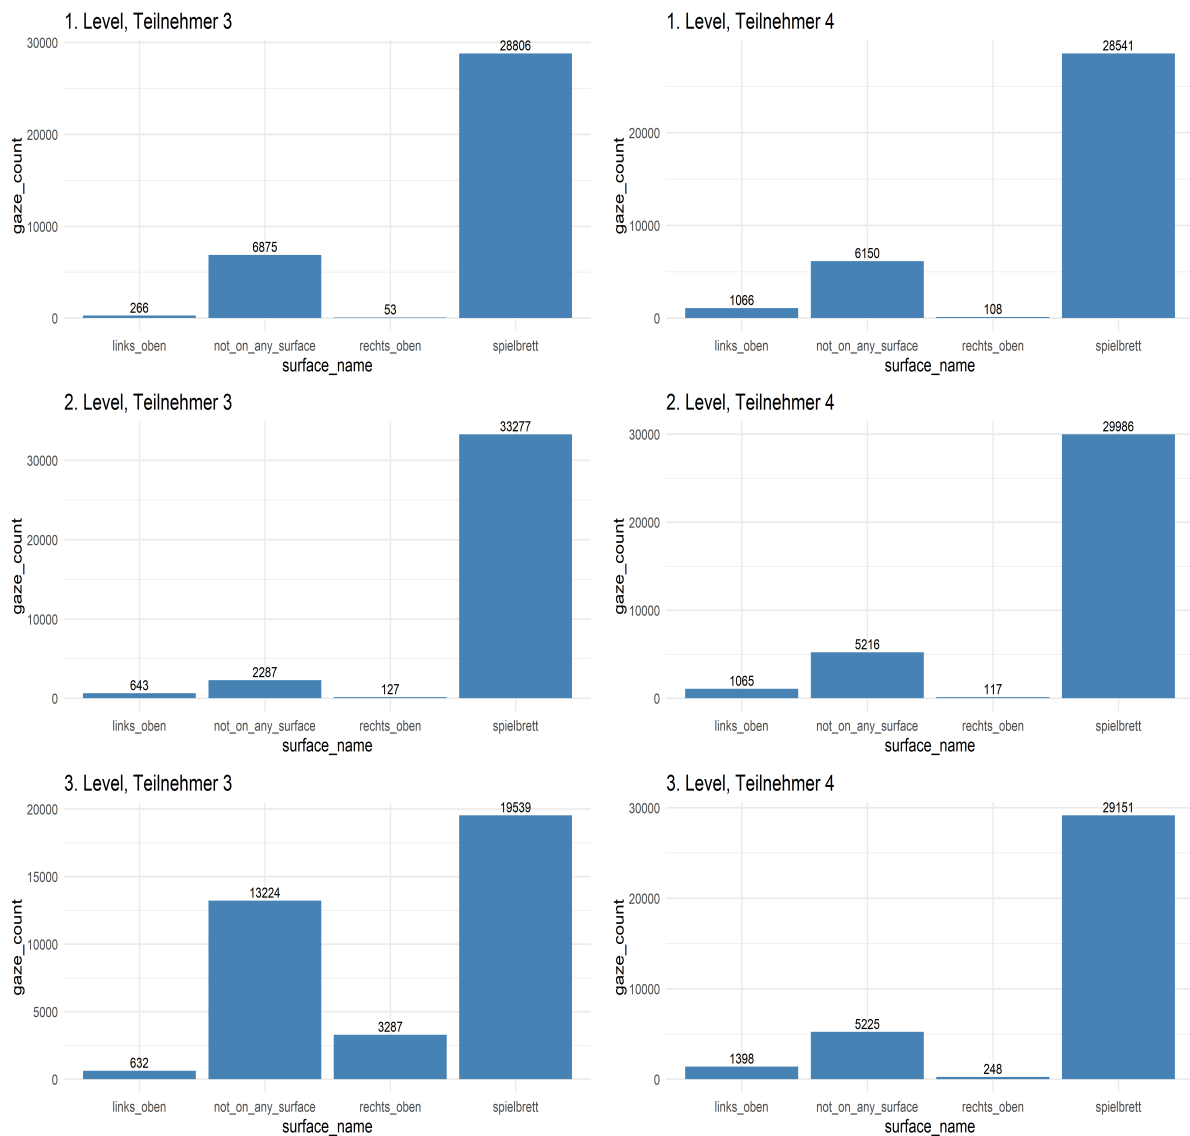 1. Level, Teilnehmer 3
30000
20000
10000
0
gaze_count
266
6875
53
28806
links_oben
not_on_any_surface
rechts_oben
spielbrett
surface_name
1. Level, Teilnehmer 4
20000
10000
0
gaze_count
1066
6150
108
28541
links_oben
not_on_any_surface
rechts_oben
spielbrett
surface_name
2. Level, Teilnehmer 3
30000
20000
10000
0
gaze_count
643
2287
127
33277
links_oben
not_on_any_surface
rechts_oben
spielbrett
surface_name
2. Level, Teilnehmer 4
30000
20000
10000
0
gaze_count
1065
5216
117
29986
links_oben
not_on_any_surface
rechts_oben
spielbrett
surface_name
3. Level, Teilnehmer 3
20000
15000
10000
5000
0
gaze_count
632
13224
3287
19539
links_oben
not_on_any_surface
rechts_oben
spielbrett
surface_name
3. Level, Teilnehmer 4
30000
20000
10000
0
gaze_count
1398
5225
248
29151
links_oben
not_on_any_surface
rechts_oben
spielbrett
surface_name